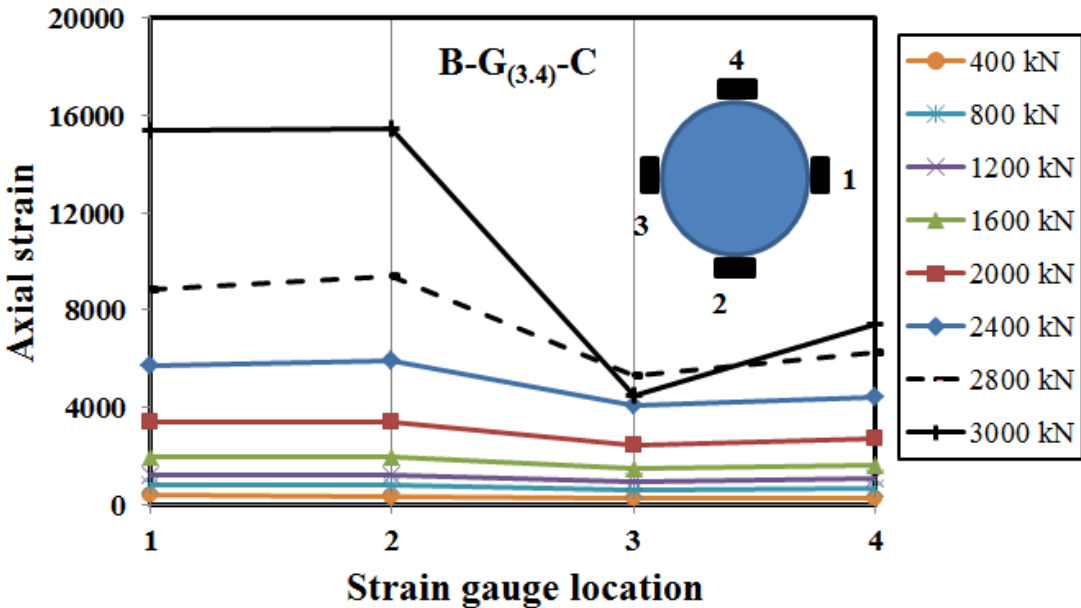 20000
16000
12000
8000
4000
0
Axial strain
B-G(3.4)-C
4
1
3
2
1 2 3 4
Strain gauge location
400 kN
800 kN
1200 kN
1600 kN
2000 kN
2400 kN
2800 kN
3000 kN